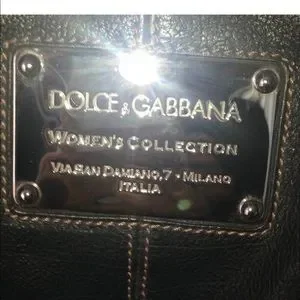 DOLCE & GABBANA
WOMEN'S COLLECTION
VIA SAN DAMIANO, 7 • MILANO
ITALIA